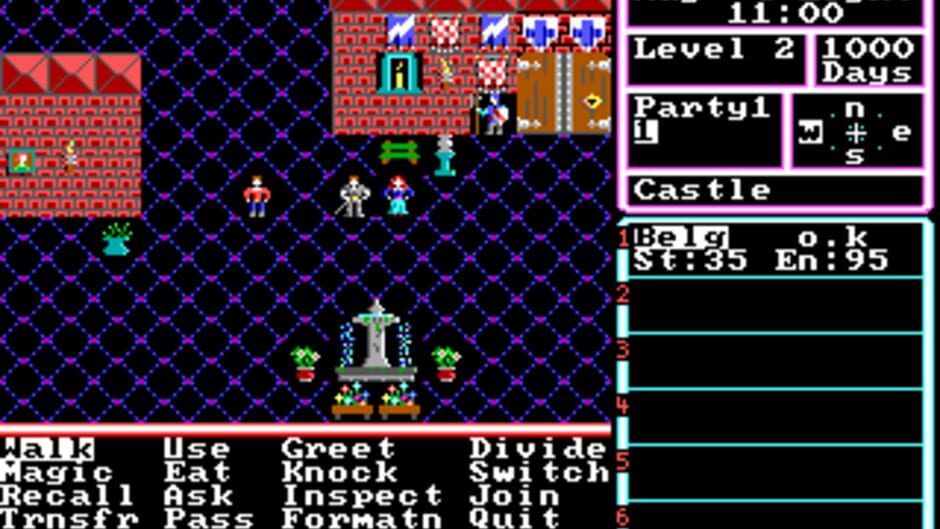 11:00
Level 2
1000
Days
Party1
1
n
w
e
s
Castle
1 Belg o.k
St:35 En:95
2
3
4
5
6
Walk Use Greet Divide
Magic Eat Knock Switch
Recall Ask Inspect Join
Trnsfr Pass Formatn Quit